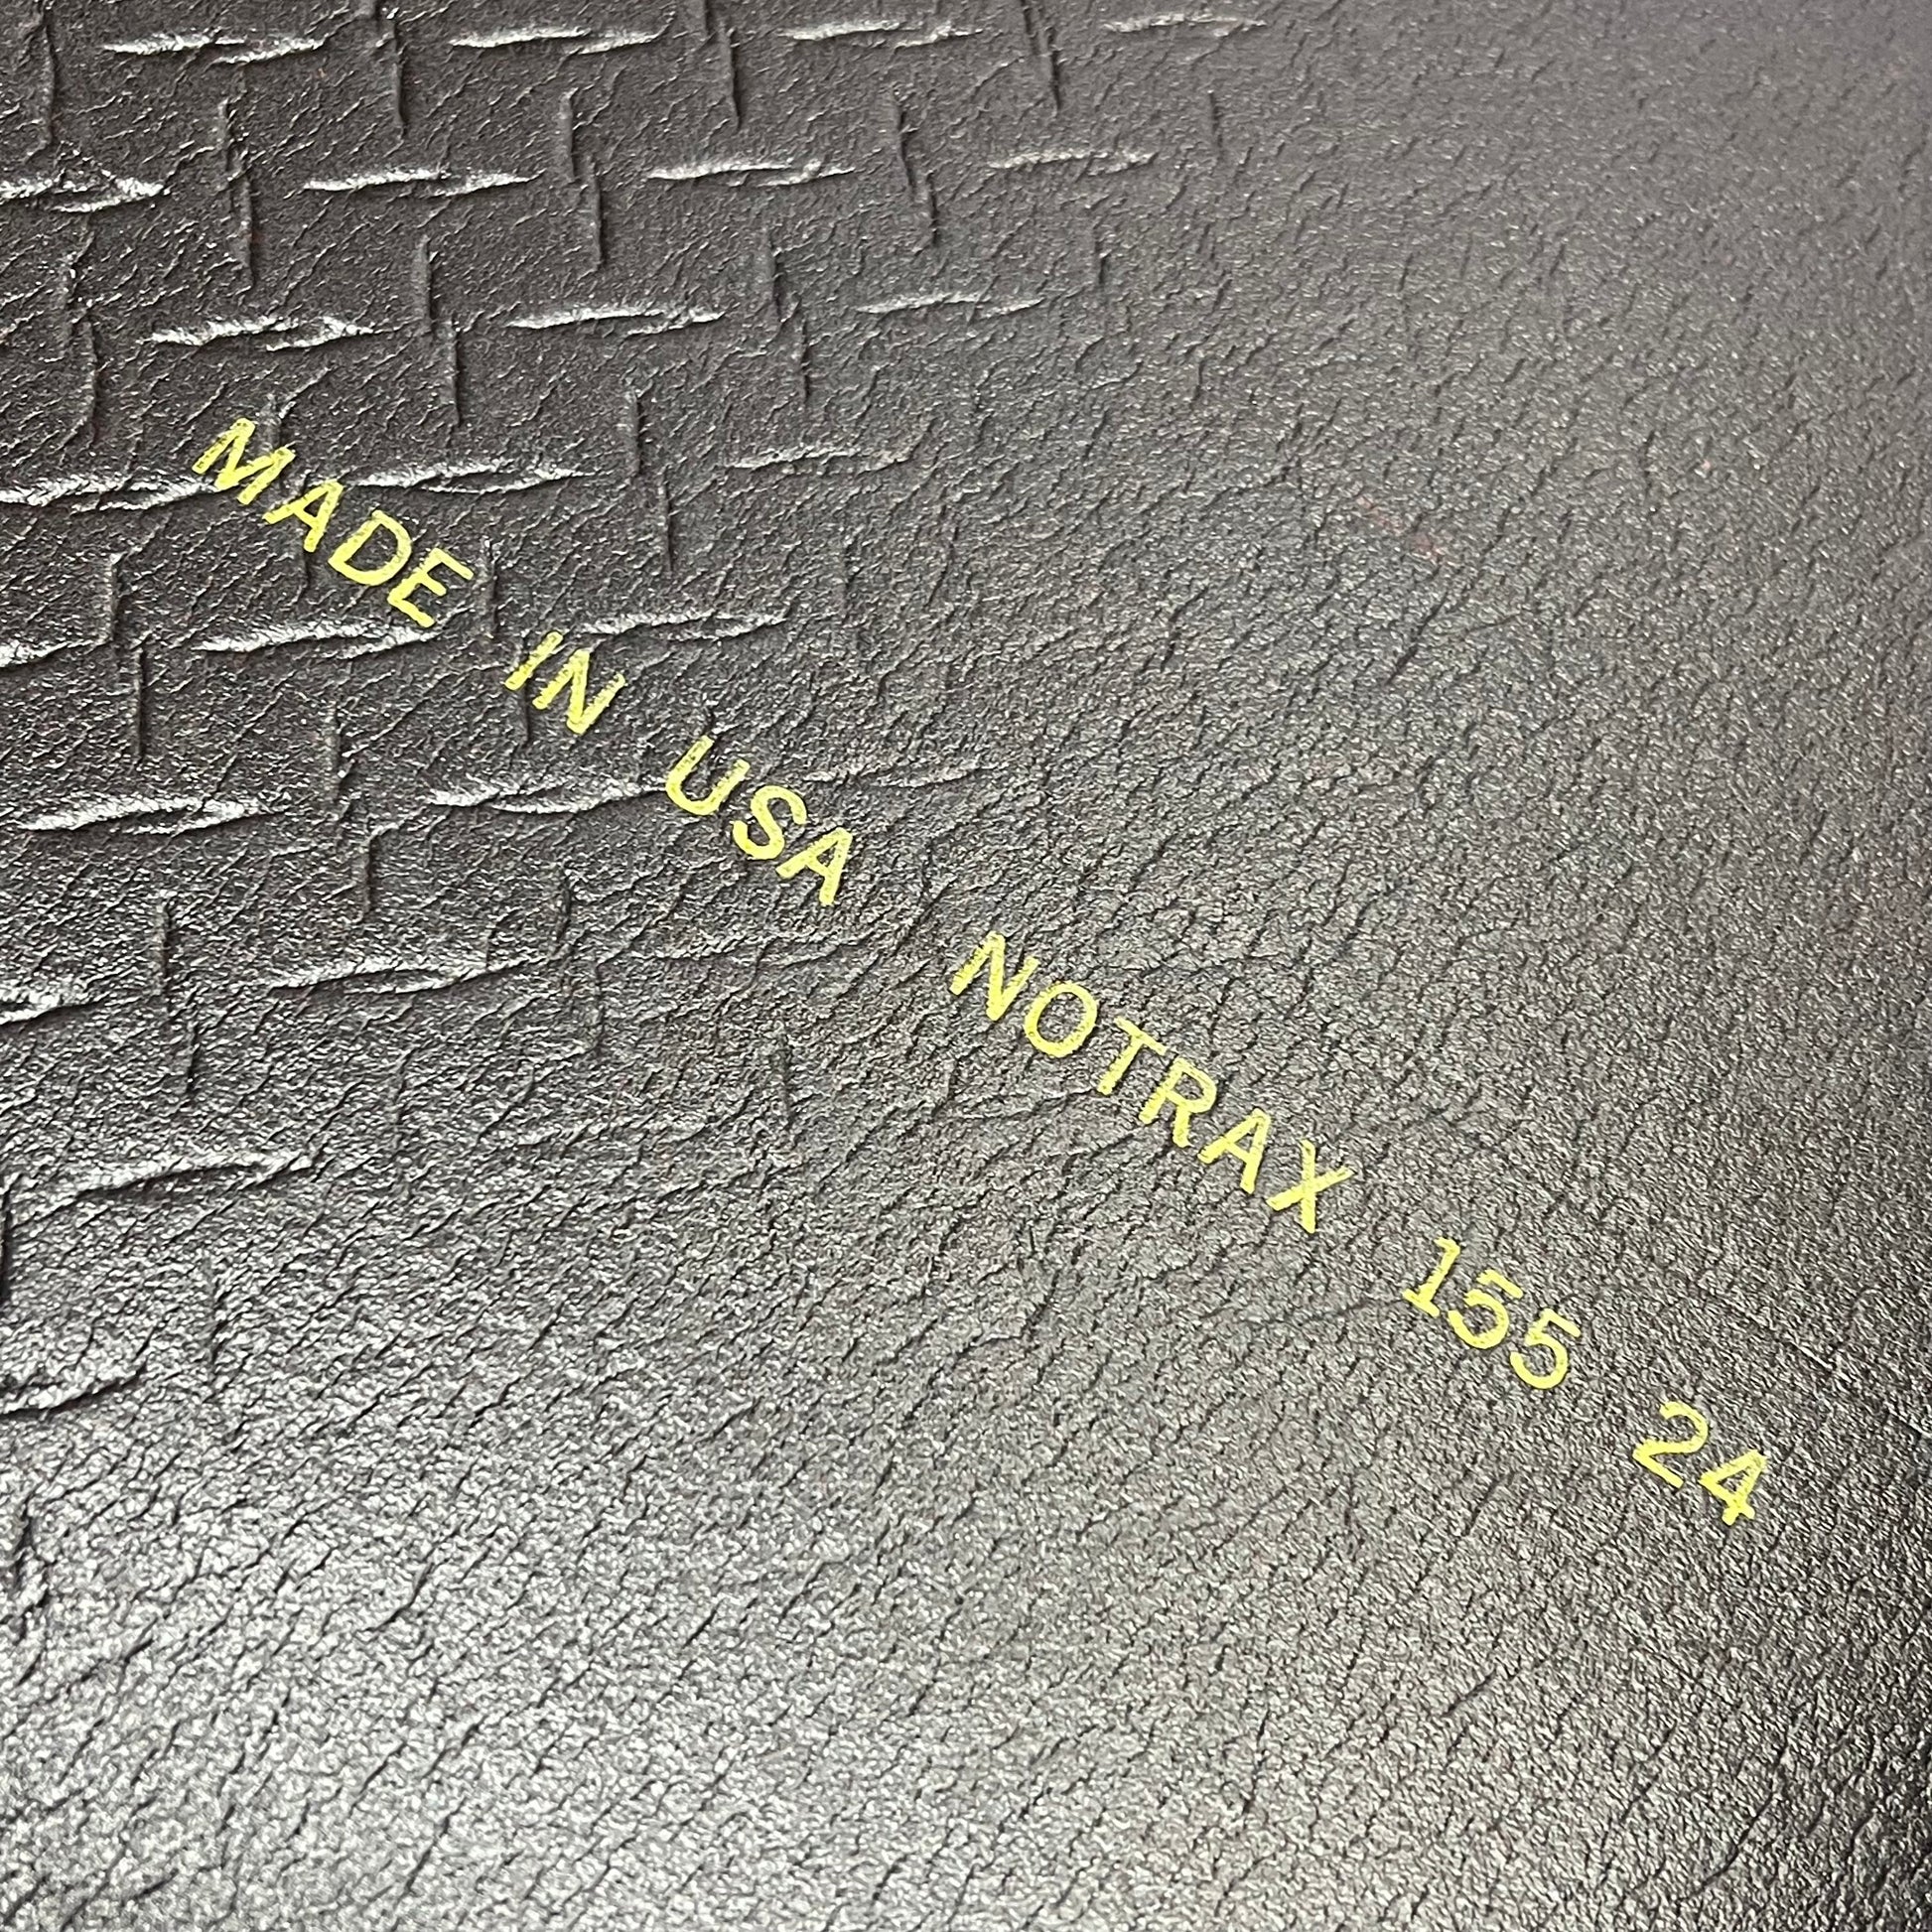 MADE IN USA NOTRAX 155 24